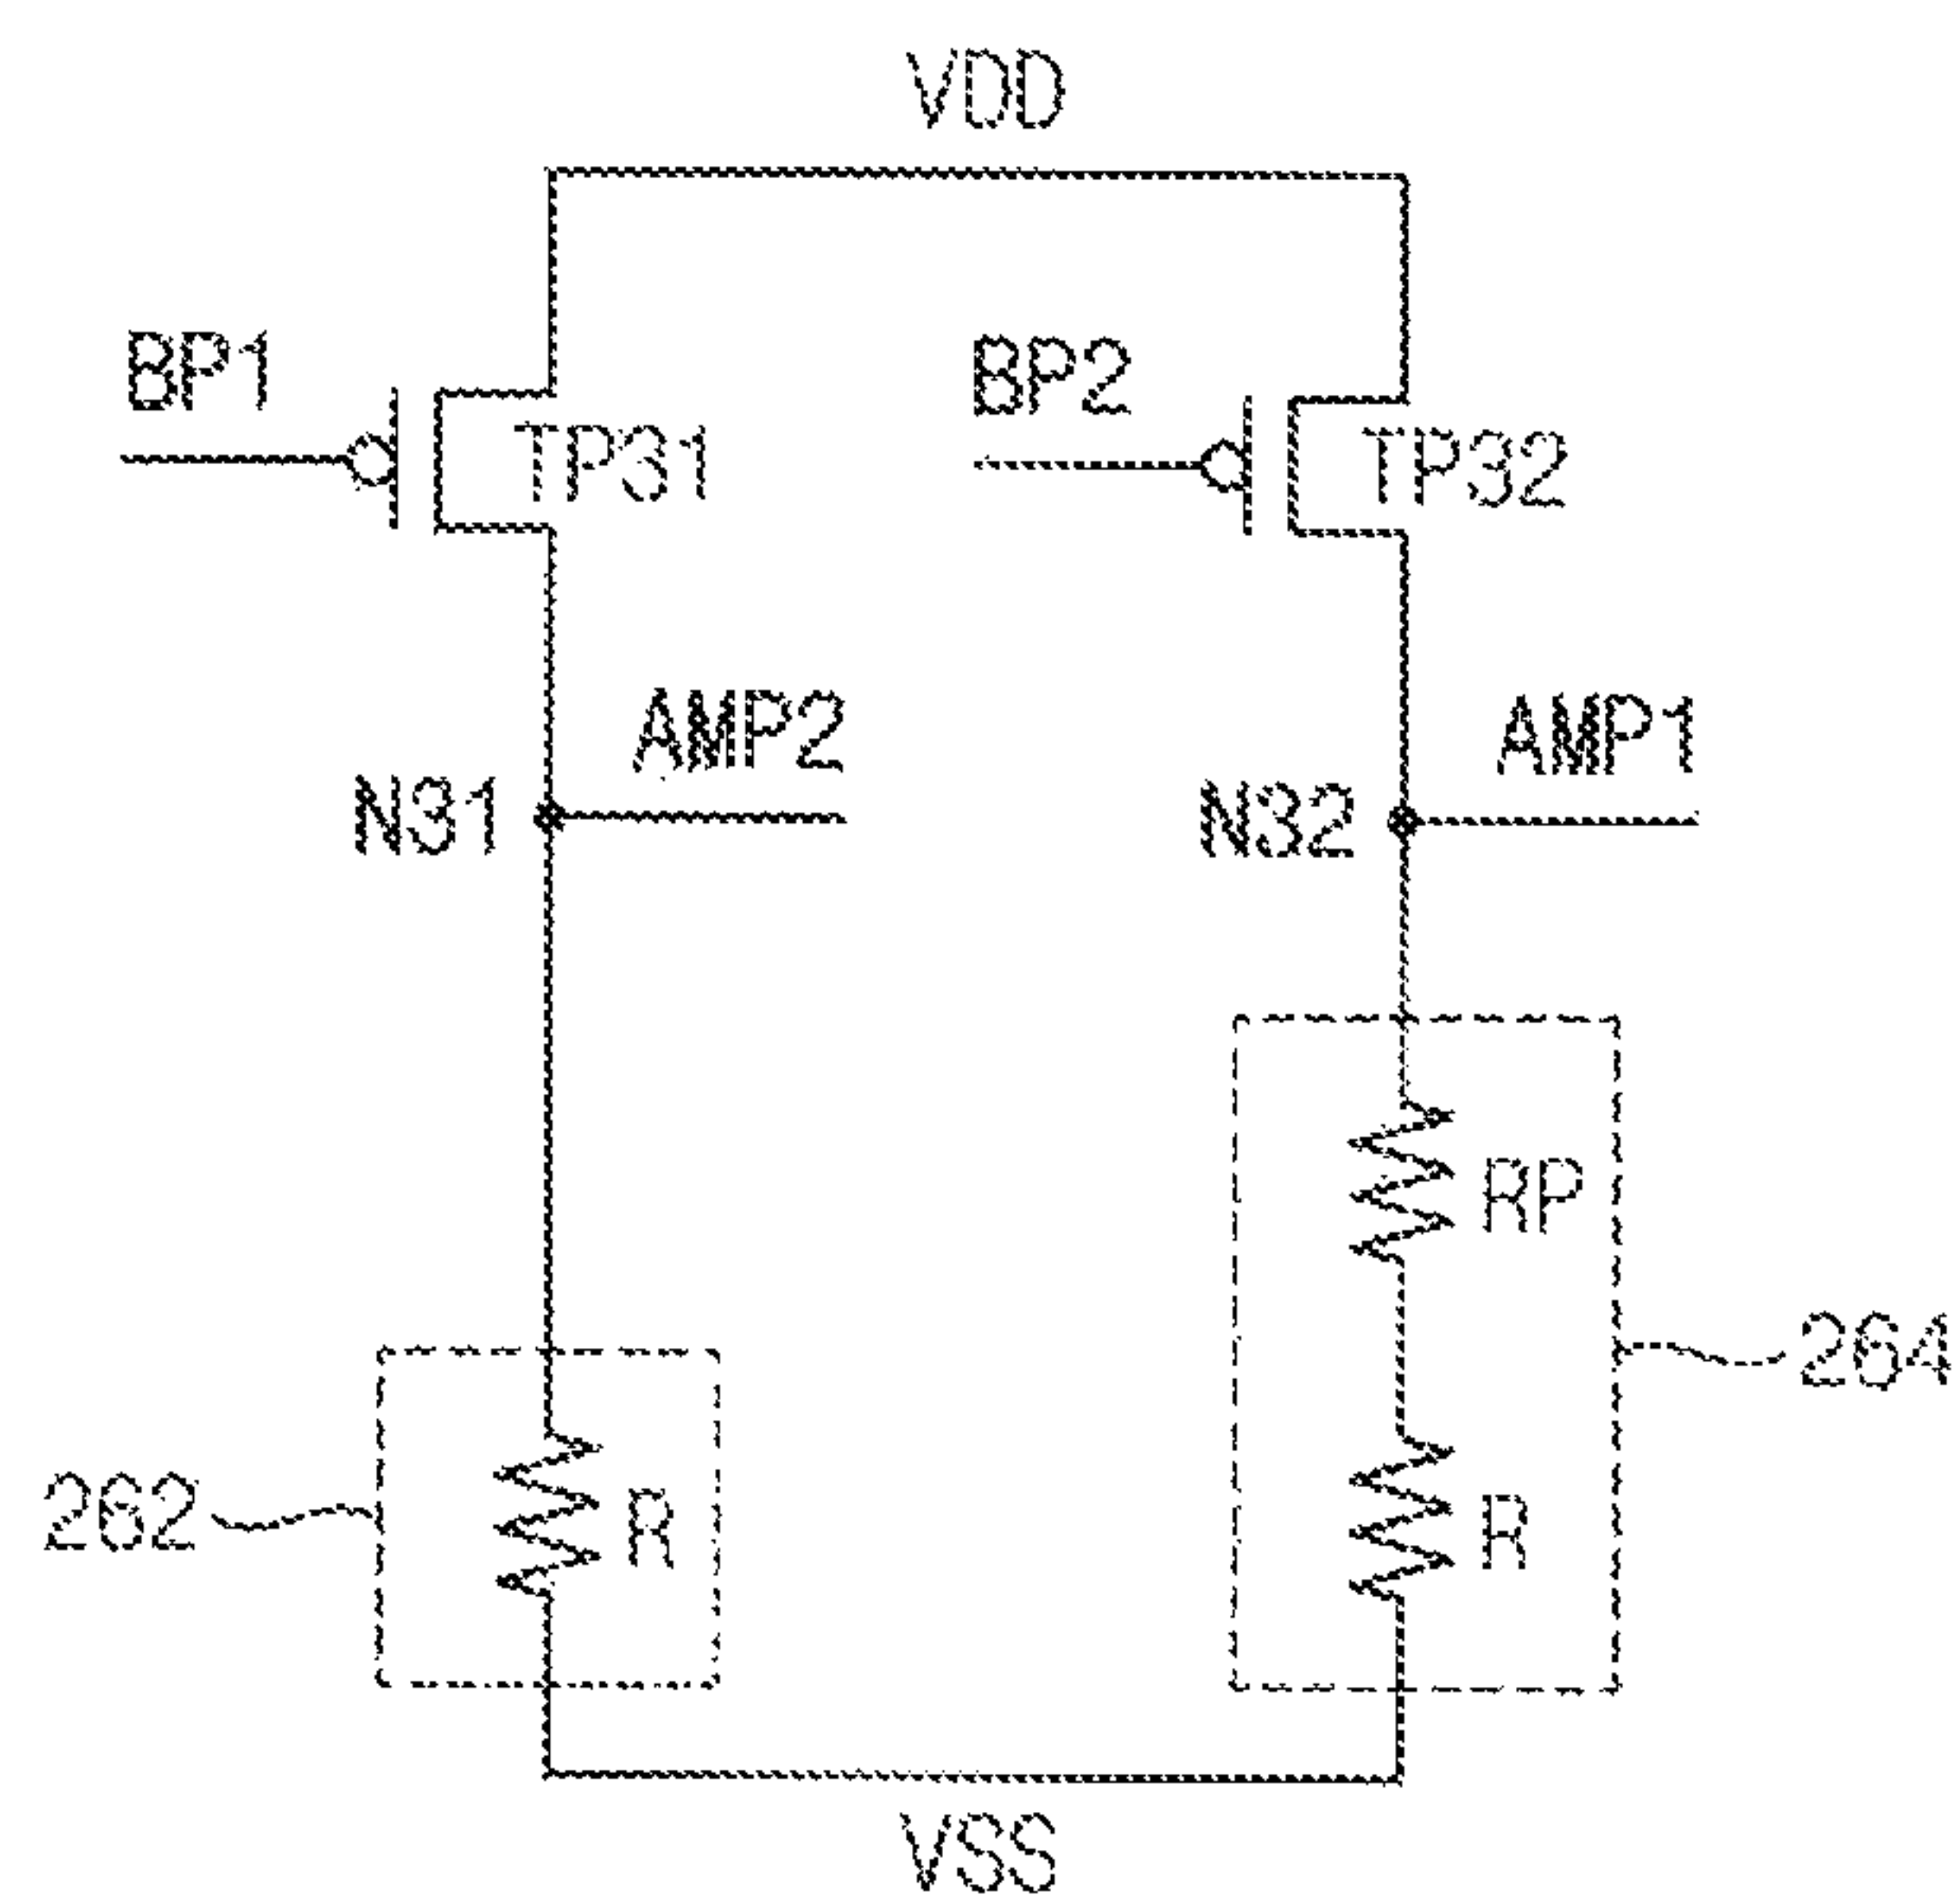 VDD
BP1
BP2
TP31
TP32
AMP2
AMP1
N31
N32
RP
264
262
R
R
VSS